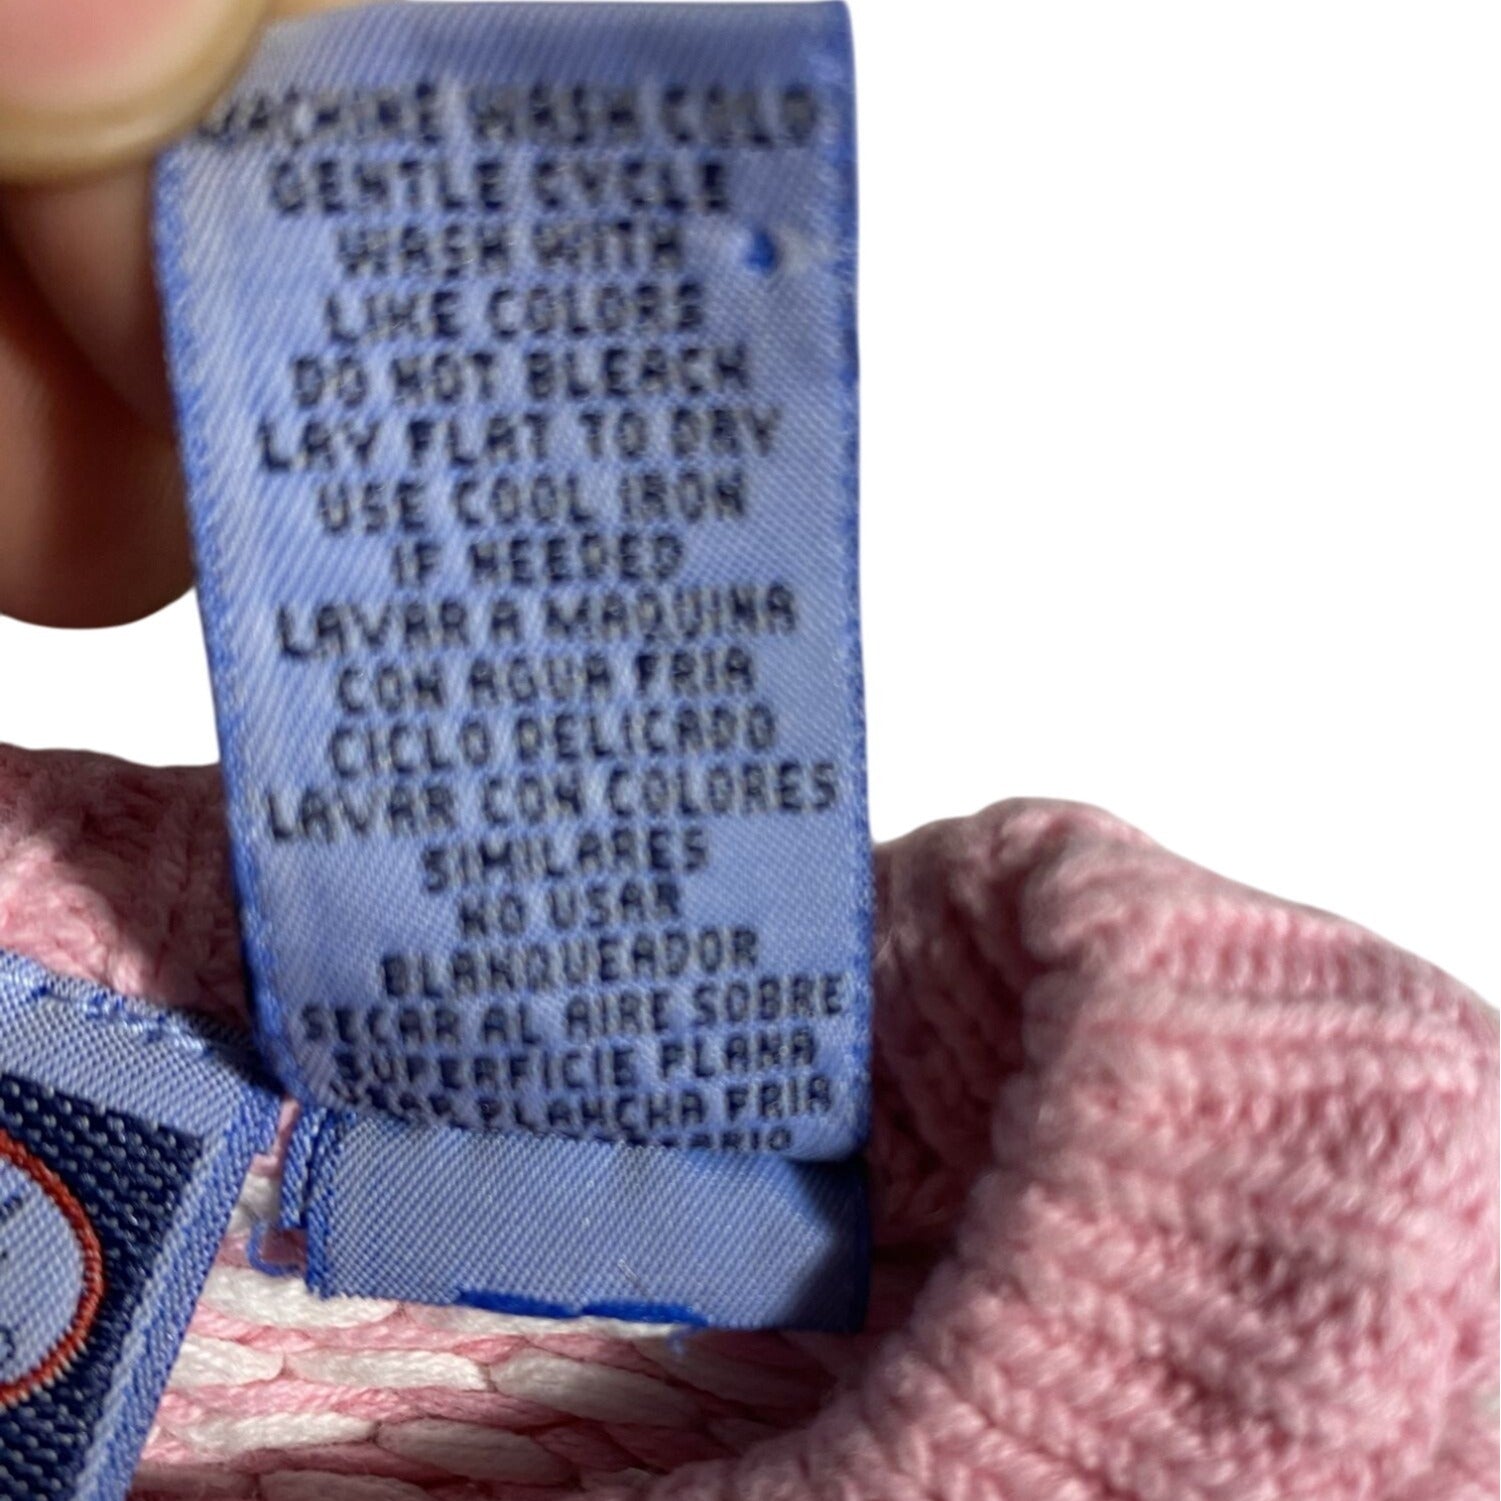 MACHINE WASH COLD
GENTLE CYCLE
WASH WITH
LIKE COLORS
DO NOT BLEACH
LAY FLAT TO DRY
USE COOL IRON
IF NEEDED
LAVAR A MAQUINA
CON AGUA FRIA
CICLO DELICADO
LAVAR CON COLORES
SIMILARES
NO USAR
BLANQUEADOR
SECAR AL AIRE SOBRE
SUPERFICIE PLANA
USAR PLANCHA FRIA